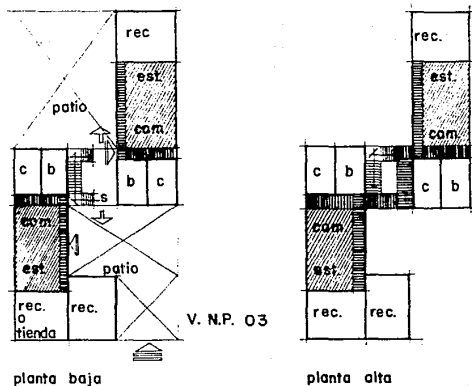 rec
est.
patio
com
c b
b c
s
com
est.
patio
rec. o tienda
rec.
V. N.P. 03
planta baja
rec.
est.
com
c b
c b
com
est.
rec.
rec.
planta alta